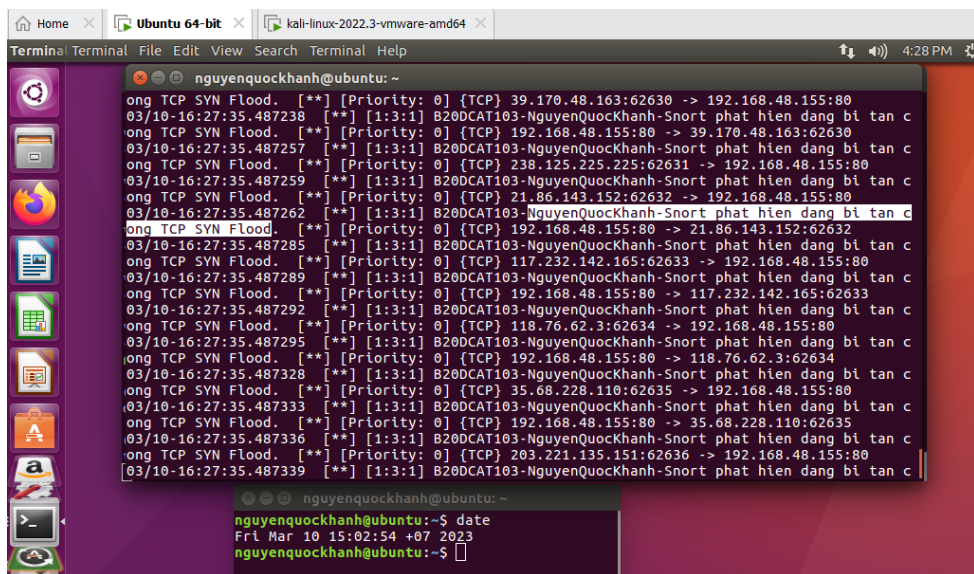 Home
Ubuntu 64-bit
kali-linux-2022.3-vmware-amd64
Terminal Terminal File Edit View Search Terminal Help
4:28 PM
nguyenquockhanh@ubuntu: ~
ong TCP SYN Flood.  [**] [Priority: 0] {TCP} 39.170.48.163:62630 -> 192.168.48.155:80
03/10-16:27:35.487238  [**] [1:3:1] B20DCAT103-NguyenQuocKhanh-Snort phat hien dang bi tan c
ong TCP SYN Flood.  [**] [Priority: 0] {TCP} 192.168.48.155:80 -> 39.170.48.163:62630
03/10-16:27:35.487257  [**] [1:3:1] B20DCAT103-NguyenQuocKhanh-Snort phat hien dang bi tan c
ong TCP SYN Flood.  [**] [Priority: 0] {TCP} 238.125.225.225:62631 -> 192.168.48.155:80
03/10-16:27:35.487259  [**] [1:3:1] B20DCAT103-NguyenQuocKhanh-Snort phat hien dang bi tan c
ong TCP SYN Flood.  [**] [Priority: 0] {TCP} 21.86.143.152:62632 -> 192.168.48.155:80
03/10-16:27:35.487262  [**] [1:3:1] B20DCAT103-NguyenQuocKhanh-Snort phat hien dang bi tan c
ong TCP SYN Flood.  [**] [Priority: 0] {TCP} 192.168.48.155:80 -> 21.86.143.152:62632
03/10-16:27:35.487285  [**] [1:3:1] B20DCAT103-NguyenQuocKhanh-Snort phat hien dang bi tan c
ong TCP SYN Flood.  [**] [Priority: 0] {TCP} 117.232.142.165:62633 -> 192.168.48.155:80
03/10-16:27:35.487289  [**] [1:3:1] B20DCAT103-NguyenQuocKhanh-Snort phat hien dang bi tan c
ong TCP SYN Flood.  [**] [Priority: 0] {TCP} 192.168.48.155:80 -> 117.232.142.165:62633
03/10-16:27:35.487292  [**] [1:3:1] B20DCAT103-NguyenQuocKhanh-Snort phat hien dang bi tan c
ong TCP SYN Flood.  [**] [Priority: 0] {TCP} 118.76.62.3:62634 -> 192.168.48.155:80
03/10-16:27:35.487295  [**] [1:3:1] B20DCAT103-NguyenQuocKhanh-Snort phat hien dang bi tan c
ong TCP SYN Flood.  [**] [Priority: 0] {TCP} 192.168.48.155:80 -> 118.76.62.3:62634
03/10-16:27:35.487328  [**] [1:3:1] B20DCAT103-NguyenQuocKhanh-Snort phat hien dang bi tan c
ong TCP SYN Flood.  [**] [Priority: 0] {TCP} 35.68.228.110:62635 -> 192.168.48.155:80
03/10-16:27:35.487333  [**] [1:3:1] B20DCAT103-NguyenQuocKhanh-Snort phat hien dang bi tan c
ong TCP SYN Flood.  [**] [Priority: 0] {TCP} 192.168.48.155:80 -> 35.68.228.110:62635
03/10-16:27:35.487336  [**] [1:3:1] B20DCAT103-NguyenQuocKhanh-Snort phat hien dang bi tan c
ong TCP SYN Flood.  [**] [Priority: 0] {TCP} 203.221.135.151:62636 -> 192.168.48.155:80
03/10-16:27:35.487339  [**] [1:3:1] B20DCAT103-NguyenQuocKhanh-Snort phat hien dang bi tan c
nguyenquockhanh@ubuntu: ~
nguyenquockhanh@ubuntu:~$ date
Fri Mar 10 15:02:54 +07 2023
nguyenquockhanh@ubuntu:~$